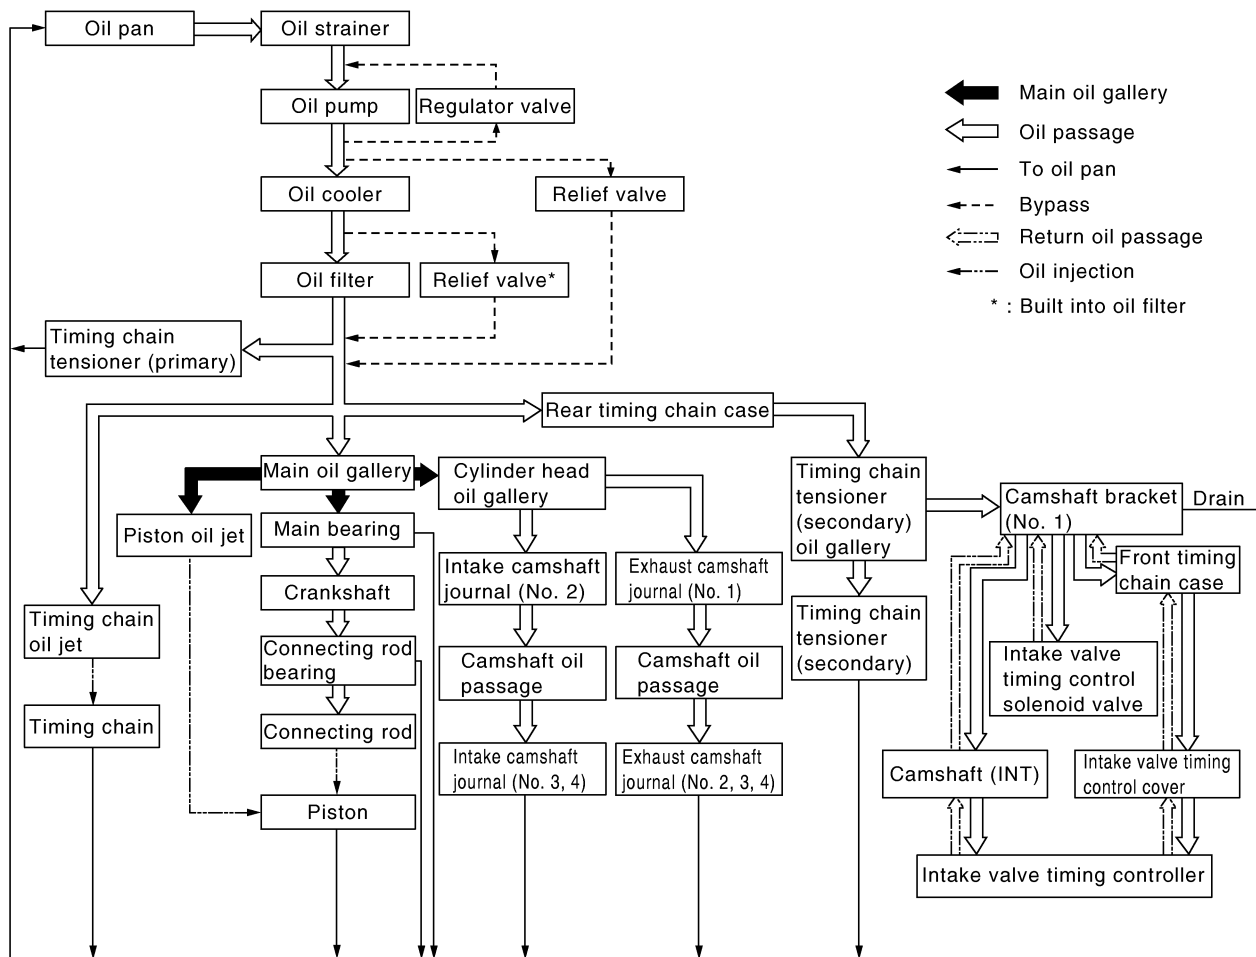 Oil pan
Oil strainer
Oil pump
Regulator valve
Oil cooler
Relief valve
Oil filter
Relief valve*
Timing chain
tensioner (primary)
Main oil gallery
Oil passage
To oil pan
Bypass
Return oil passage
Oil injection
* : Built into oil filter
Rear timing chain case
Main oil gallery
Cylinder head
oil gallery
Timing chain
tensioner
(secondary)
oil gallery
Camshaft bracket
(No. 1)
Drain
Piston oil jet
Main bearing
Intake camshaft
journal (No. 2)
Exhaust camshaft
journal (No. 1)
Front timing
chain case
Crankshaft
Timing chain
oil jet
Timing chain
tensioner
(secondary)
Connecting rod
bearing
Camshaft oil
passage
Camshaft oil
passage
Intake valve
timing control
solenoid valve
Timing chain
Connecting rod
Intake camshaft
journal (No. 3, 4)
Exhaust camshaft
journal (No. 2, 3, 4)
Camshaft (INT)
Intake valve timing
control cover
Piston
Intake valve timing controller